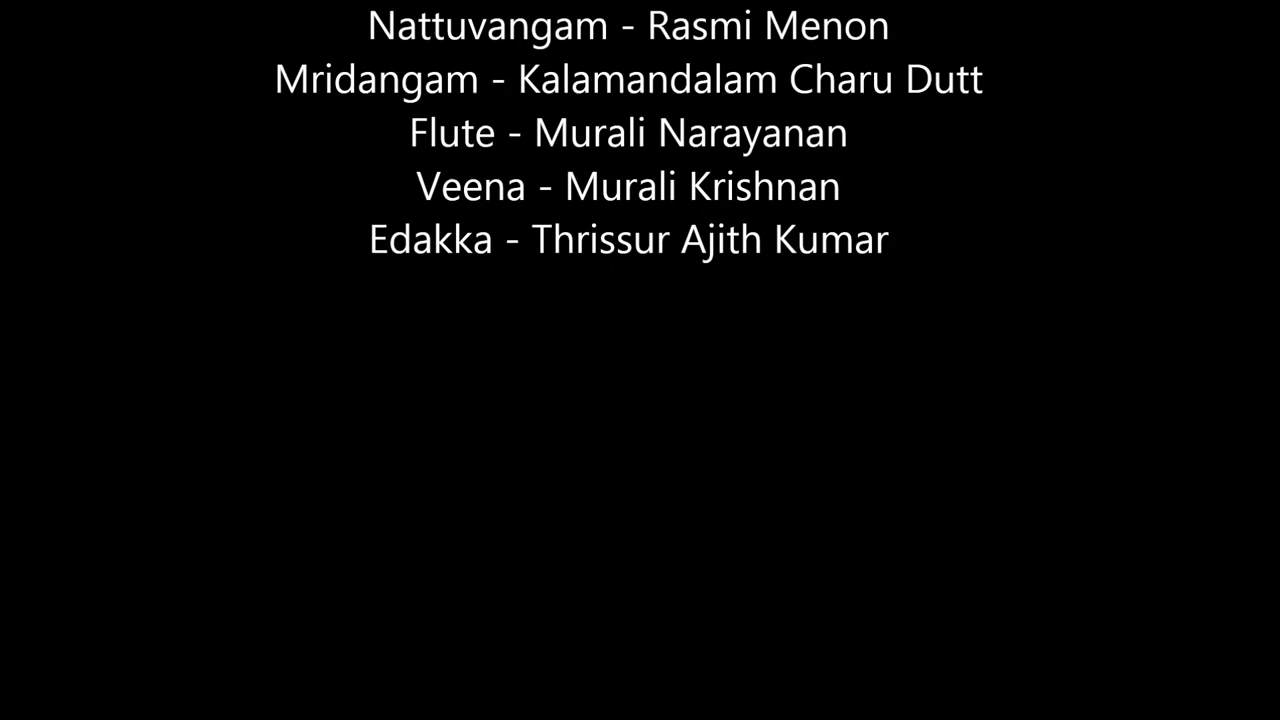 Nattuvangam - Rasmi Menon
Mridangam - Kalamandalam Charu Dutt
Flute - Murali Narayanan
Veena - Murali Krishnan
Edakka - Thrissur Ajith Kumar